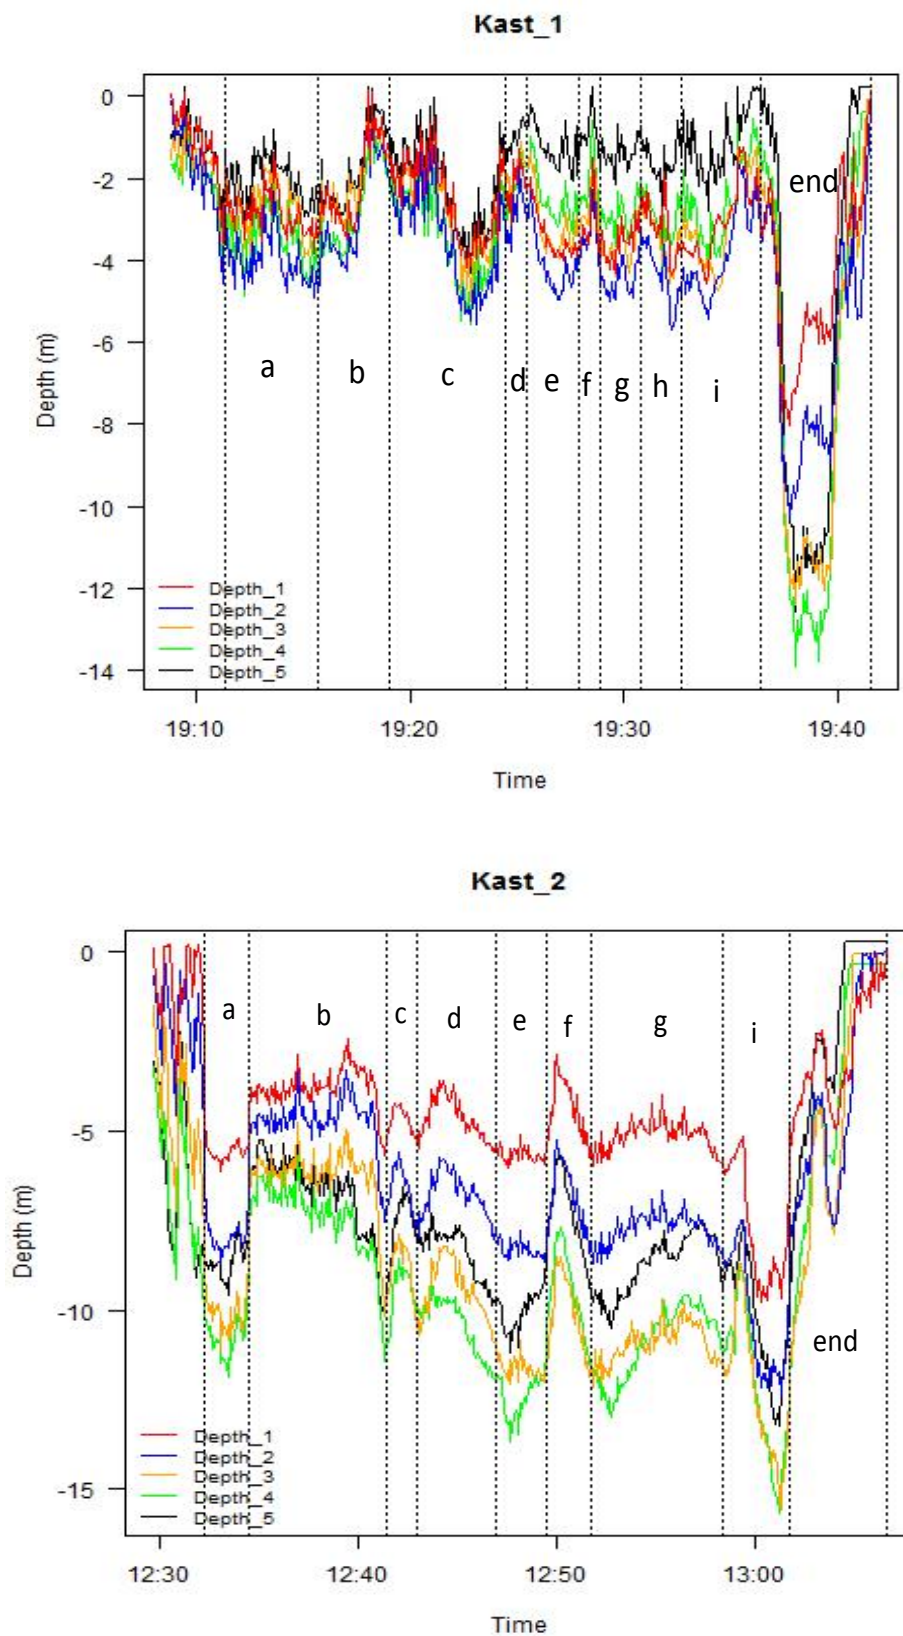 Kast_1
Depth (m)
0
-2
-4
-6
-8
-10
-12
-14
a
b
c
d
e
f
g
h
i
end
Depth_1
Depth_2
Depth_3
Depth_4
Depth_5
19:10
19:20
19:30
19:40
Time
Kast_2
Depth (m)
0
-5
-10
-15
a
b
c
d
e
f
g
i
end
Depth_1
Depth_2
Depth_3
Depth_4
Depth_5
12:30
12:40
12:50
13:00
Time